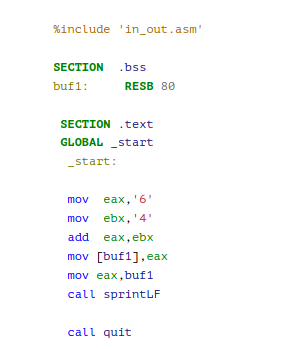 %include 'in_out.asm'
SECTION .bss
buf1: RESB 80
SECTION .text
GLOBAL _start
_start:
mov eax,'6'
mov ebx,'4'
add eax,ebx
mov [buf1],eax
mov eax,buf1
call sprintLF
call quit